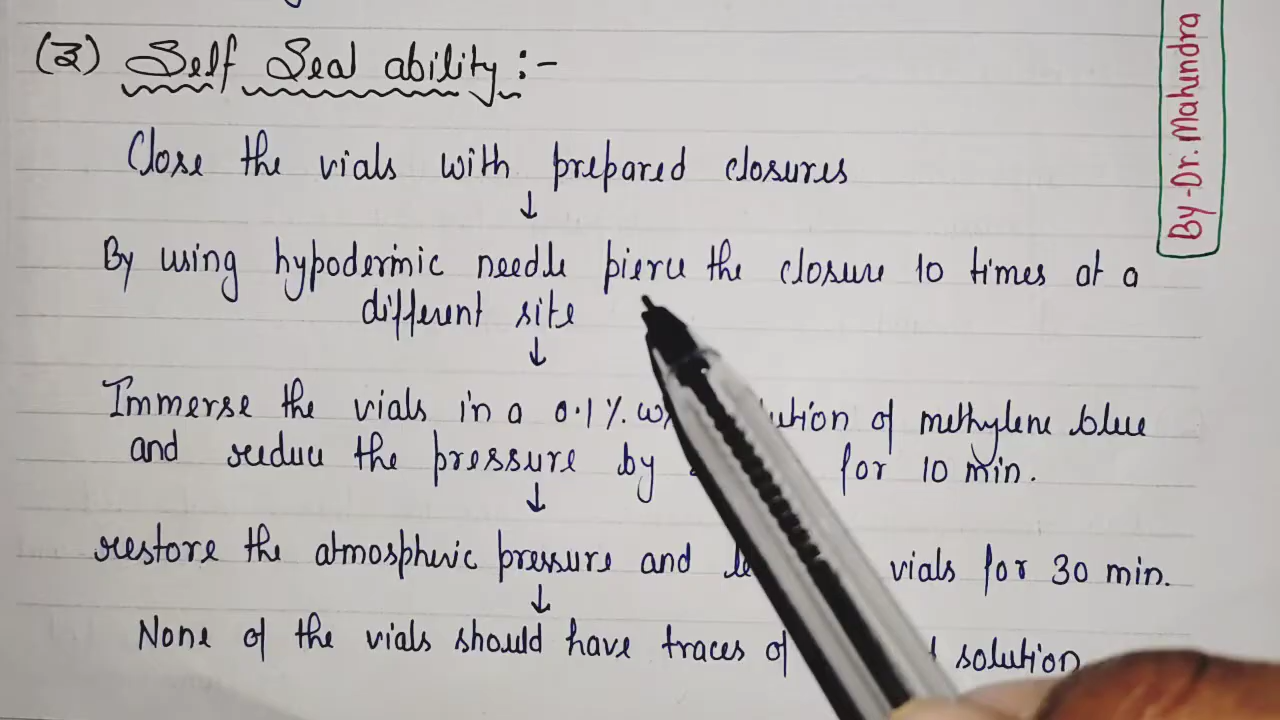 (3) Self Seal ability :-
Close the vials with prepared closures
↓
By using hypodermic needle pierce the closure 10 times at a
different site
↓
Immerse the vials in a 0.1%. of methylene blue
and reduce the pressure by for 10 min.
↓
restore the atmospheric pressure and vials for 30 min.
↓
None of the vials should have traces of solution
By - Dr. Mahendra